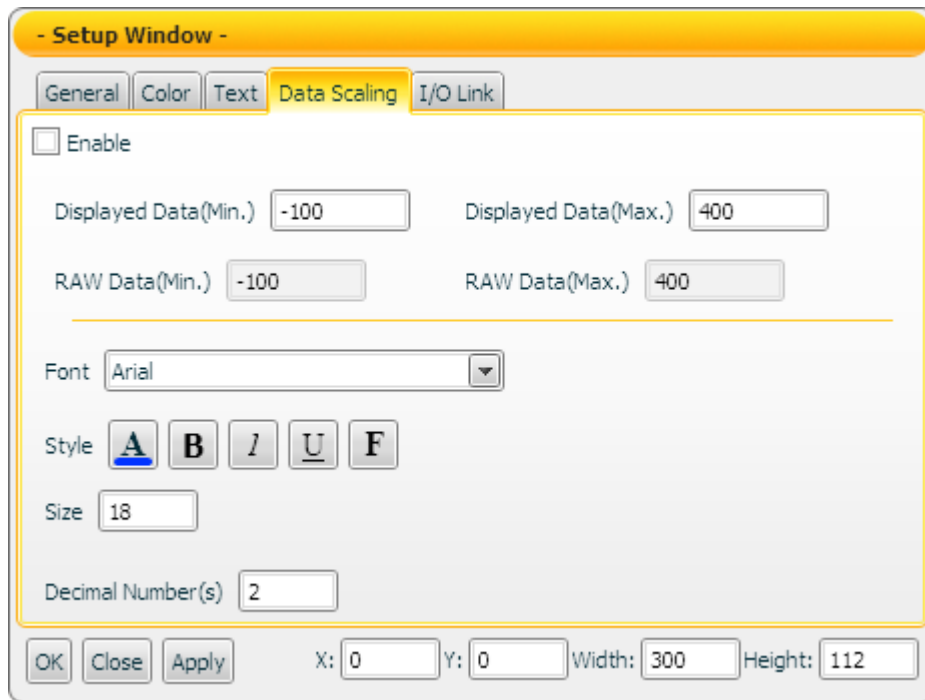 - Setup Window -
General Color Text Data Scaling I/O Link
Enable
Displayed Data(Min.) -100 Displayed Data(Max.) 400
RAW Data(Min.) -100 RAW Data(Max.) 400
Font Arial
Style A B I U F
Size 18
Decimal Number(s) 2
OK Close Apply X: 0 Y: 0 Width: 300 Height: 112